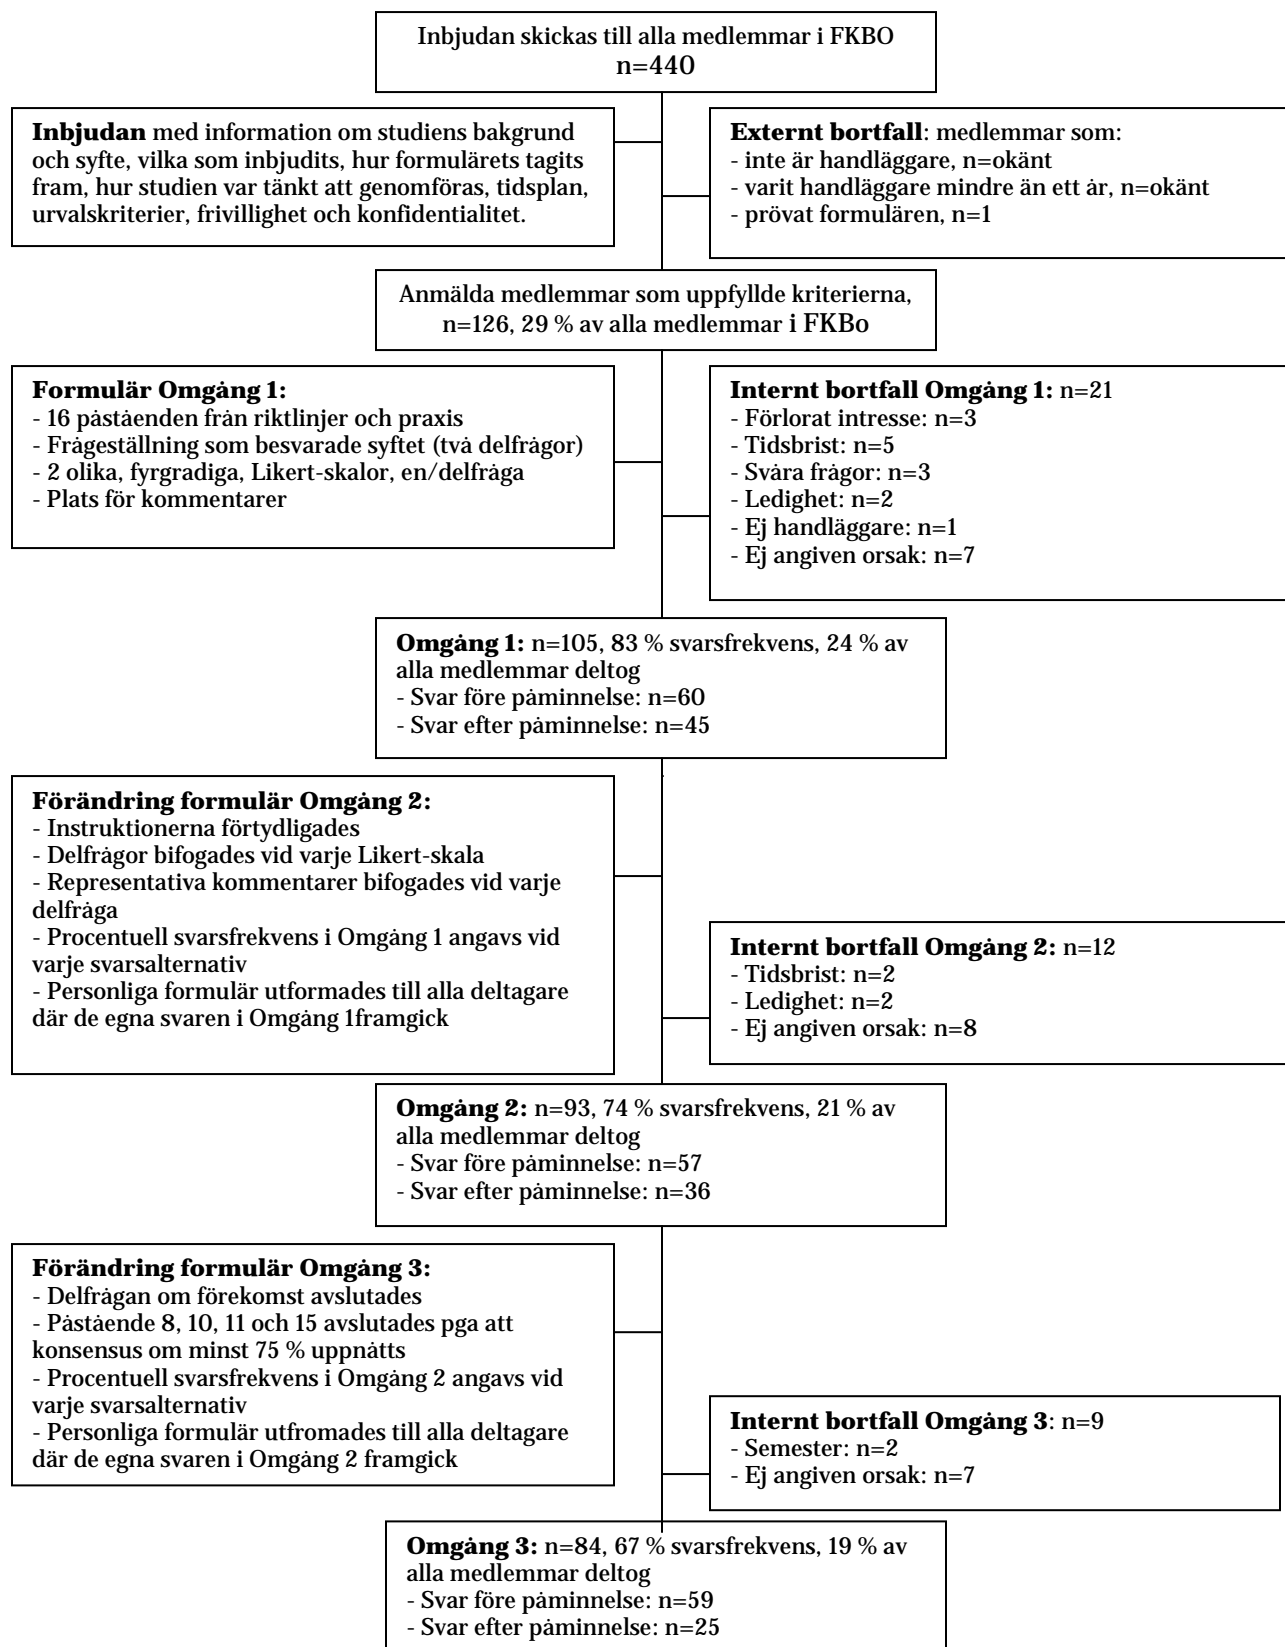 Inbjudan skickas till alla medlemmar i FKBO
n=440
Inbjudan med information om studiens bakgrund
och syfte, vilka som inbjudits, hur formulärets tagits
fram, hur studien var tänkt att genomföras, tidsplan,
urvalskriterier, frivillighet och konfidentialitet.
Externt bortfall: medlemmar som:
- inte är handläggare, n=okänt
- varit handläggare mindre än ett år, n=okänt
- prövat formulären, n=1
Anmälda medlemmar som uppfyllde kriterierna,
n=126, 29 % av alla medlemmar i FKBo
Formulär Omgång 1:
- 16 påståenden från riktlinjer och praxis
- Frågeställning som besvarade syftet (två delfrågor)
- 2 olika, fyrgradiga, Likert-skalor, en/delfråga
- Plats för kommentarer
Internt bortfall Omgång 1: n=21
- Förlorat intresse: n=3
- Tidsbrist: n=5
- Svåra frågor: n=3
- Ledighet: n=2
- Ej handläggare: n=1
- Ej angiven orsak: n=7
Omgång 1: n=105, 83 % svarsfrekvens, 24 % av
alla medlemmar deltog
- Svar före påminnelse: n=60
- Svar efter påminnelse: n=45
Förändring formulär Omgång 2:
- Instruktionerna förtydligades
- Delfrågor bifogades vid varje Likert-skala
- Representativa kommentarer bifogades vid varje
delfråga
- Procentuell svarsfrekvens i Omgång 1 angavs vid
varje svarsalternativ
- Personliga formulär utformades till alla deltagare
där de egna svaren i Omgång 1framgick
Internt bortfall Omgång 2: n=12
- Tidsbrist: n=2
- Ledighet: n=2
- Ej angiven orsak: n=8
Omgång 2: n=93, 74 % svarsfrekvens, 21 % av
alla medlemmar deltog
- Svar före påminnelse: n=57
- Svar efter påminnelse: n=36
Förändring formulär Omgång 3:
- Delfrågan om förekomst avslutades
- Påstående 8, 10, 11 och 15 avslutades pga att
konsensus om minst 75 % uppnåtts
- Procentuell svarsfrekvens i Omgång 2 angavs vid
varje svarsalternativ
- Personliga formulär utfromades till alla deltagare
där de egna svaren i Omgång 2 framgick
Internt bortfall Omgång 3: n=9
- Semester: n=2
- Ej angiven orsak: n=7
Omgång 3: n=84, 67 % svarsfrekvens, 19 % av
alla medlemmar deltog
- Svar före påminnelse: n=59
- Svar efter påminnelse: n=25